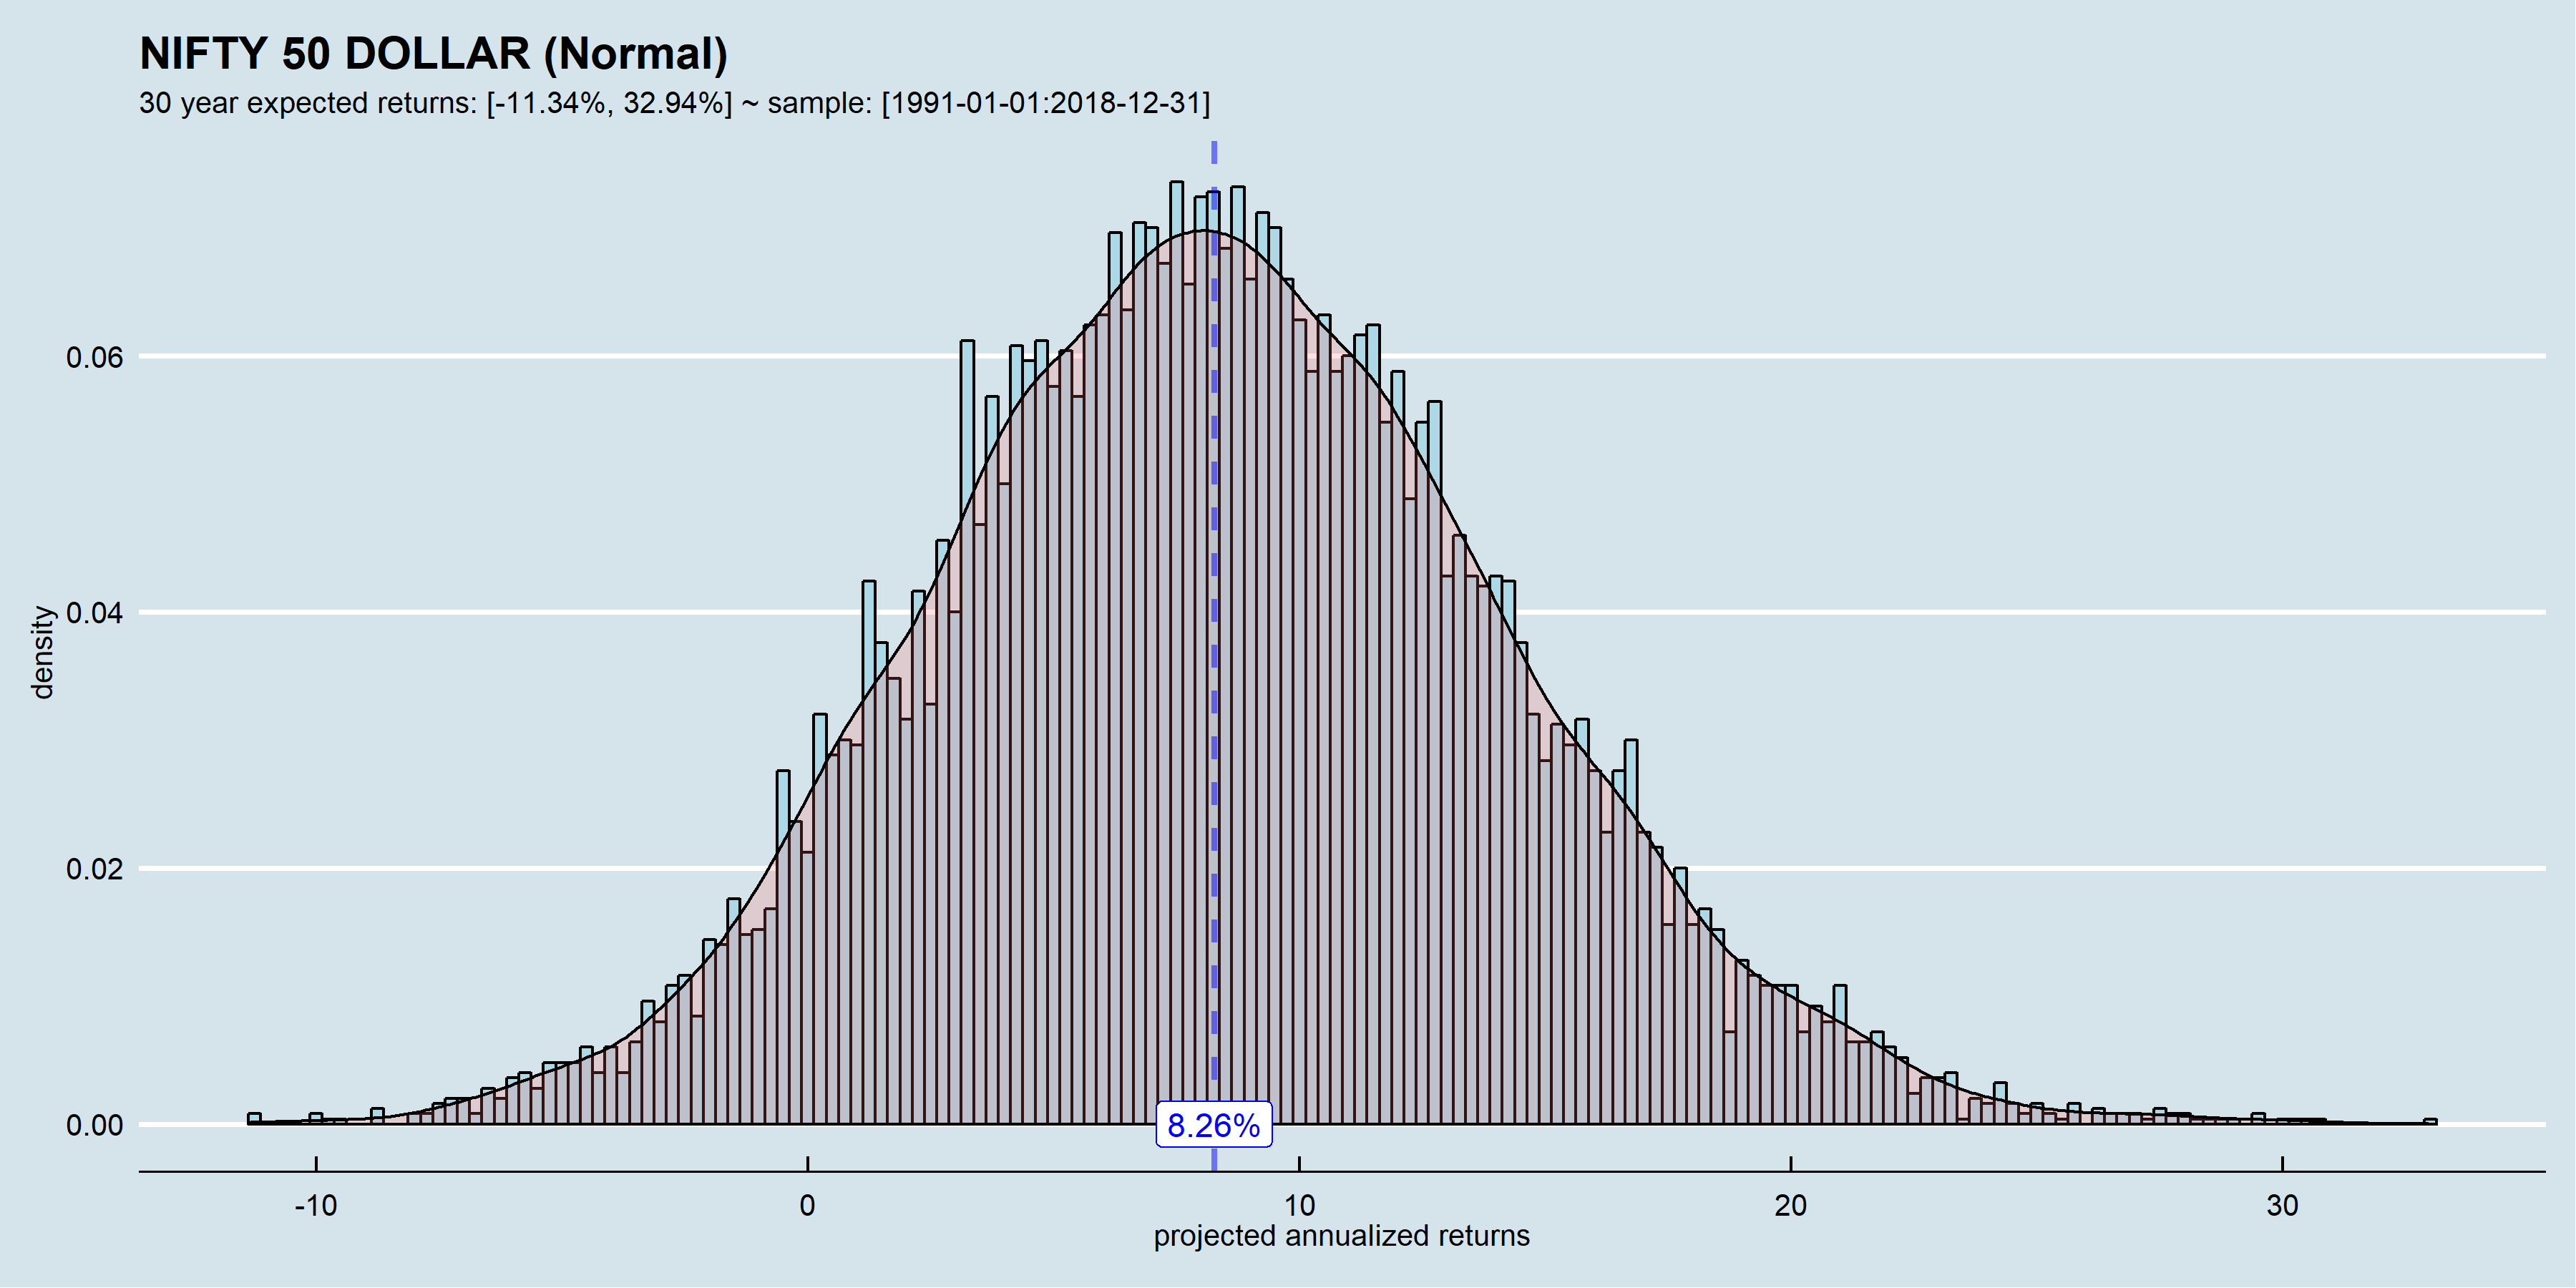 NIFTY 50 DOLLAR (Normal)
30 year expected returns: [-11.34%, 32.94%] ~ sample: [1991-01-01:2018-12-31]
0.06
0.04
density
0.02
0.00
8.26%
-10 0 10 20 30
projected annualized returns